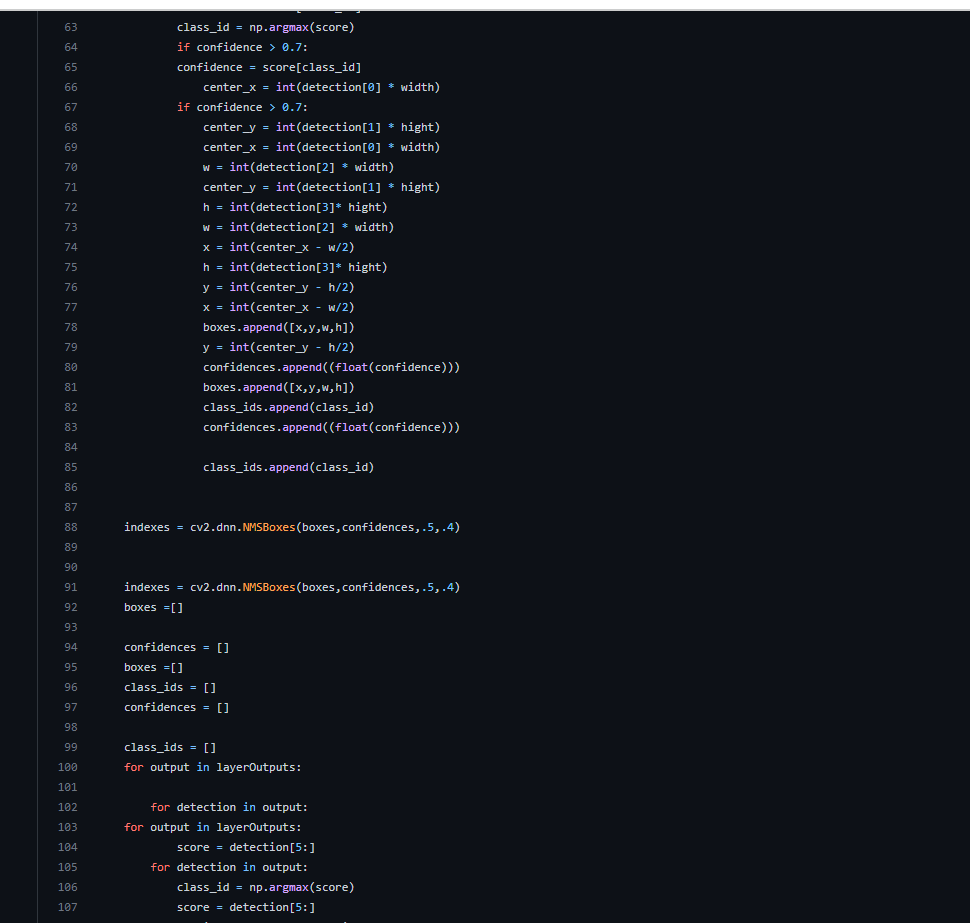 63 class_id = np.argmax(score)
64 if confidence > 0.7:
65 confidence = score[class_id]
66 center_x = int(detection[0] * width)
67 if confidence > 0.7:
68 center_y = int(detection[1] * hight)
69 center_x = int(detection[0] * width)
70 w = int(detection[2] * width)
71 center_y = int(detection[1] * hight)
72 h = int(detection[3]* hight)
73 w = int(detection[2] * width)
74 x = int(center_x - w/2)
75 h = int(detection[3]* hight)
76 y = int(center_y - h/2)
77 x = int(center_x - w/2)
78 boxes.append([x,y,w,h])
79 y = int(center_y - h/2)
80 confidences.append((float(confidence)))
81 boxes.append([x,y,w,h])
82 class_ids.append(class_id)
83 confidences.append((float(confidence)))
84
85 class_ids.append(class_id)
86
87
88 indexes = cv2.dnn.NMSBoxes(boxes,confidences,.5,.4)
89
90
91 indexes = cv2.dnn.NMSBoxes(boxes,confidences,.5,.4)
92 boxes =[]
93
94 confidences = []
95 boxes =[]
96 class_ids = []
97 confidences = []
98
99 class_ids = []
100 for output in layerOutputs:
101
102 for detection in output:
103 for output in layerOutputs:
104 score = detection[5:]
105 for detection in output:
106 class_id = np.argmax(score)
107 score = detection[5:]